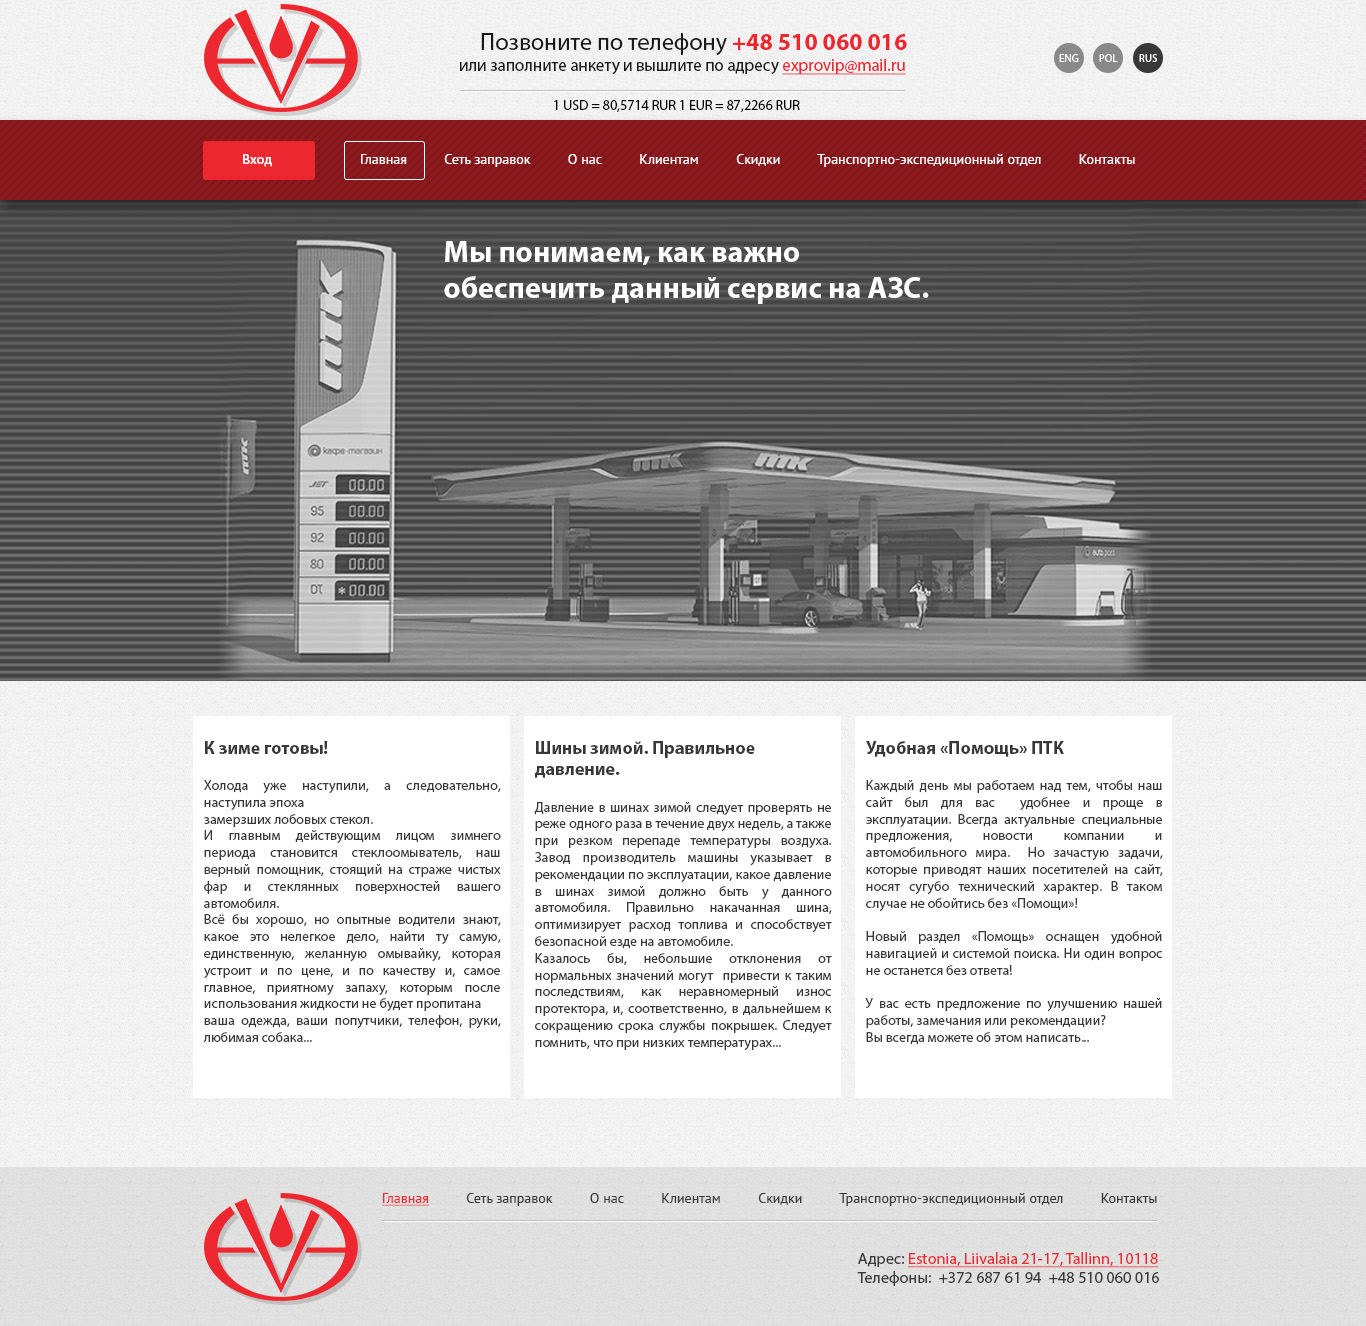 Позвоните по телефону +48 510 060 016
или заполните анкету и вышлите по адресу exprovip@mail.ru
1 USD = 80,5714 RUR 1 EUR = 87,2266 RUR
ENG POL RUS
Вход Главная Сеть заправок О нас Клиентам Скидки Транспортно-экспедиционный отдел Контакты
Мы понимаем, как важно
обеспечить данный сервис на АЗС.
ПТК
ПТК
кафе-магазин
JET 00.00
95 00.00
92 00.00
80 00.00
ДТ *00.00
ПТК ПТК
К зиме готовы!
Холода уже наступили, а следовательно,
наступила эпоха
замерзших лобовых стекол.
И главным действующим лицом зимнего
периода становится стеклоомыватель, наш
верный помощник, стоящий на страже чистых
фар и стеклянных поверхностей вашего
автомобиля.
Всё бы хорошо, но опытные водители знают,
какое это нелегкое дело, найти ту самую,
единственную, желанную омывайку, которая
устроит и по цене, и по качеству и, самое
главное, приятному запаху, которым после
использования жидкости не будет пропитана
ваша одежда, ваши попутчики, телефон, руки,
любимая собака...
Шины зимой. Правильное
давление.
Давление в шинах зимой следует проверять не
реже одного раза в течение двух недель, а также
при резком перепаде температуры воздуха.
Завод производитель машины указывает в
рекомендации по эксплуатации, какое давление
в шинах зимой должно быть у данного
автомобиля. Правильно накачанная шина,
оптимизирует расход топлива и способствует
безопасной езде на автомобиле.
Казалось бы, небольшие отклонения от
нормальных значений могут привести к таким
последствиям, как неравномерный износ
протектора, и, соответственно, в дальнейшем к
сокращению срока службы покрышек. Следует
помнить, что при низких температурах...
Удобная «Помощь» ПТК
Каждый день мы работаем над тем, чтобы наш
сайт был для вас удобнее и проще в
эксплуатации. Всегда актуальные специальные
предложения, новости компании и
автомобильного мира. Но зачастую задачи,
которые приводят наших посетителей на сайт,
носят сугубо технический характер. В таком
случае не обойтись без «Помощи»!
Новый раздел «Помощь» оснащен удобной
навигацией и системой поиска. Ни один вопрос
не останется без ответа!
У вас есть предложение по улучшению нашей
работы, замечания или рекомендации?
Вы всегда можете об этом написать...
Главная Сеть заправок О нас Клиентам Скидки Транспортно-экспедиционный отдел Контакты
Адрес: Estonia, Liivalaia 21-17, Tallinn, 10118
Телефоны: +372 687 61 94 +48 510 060 016